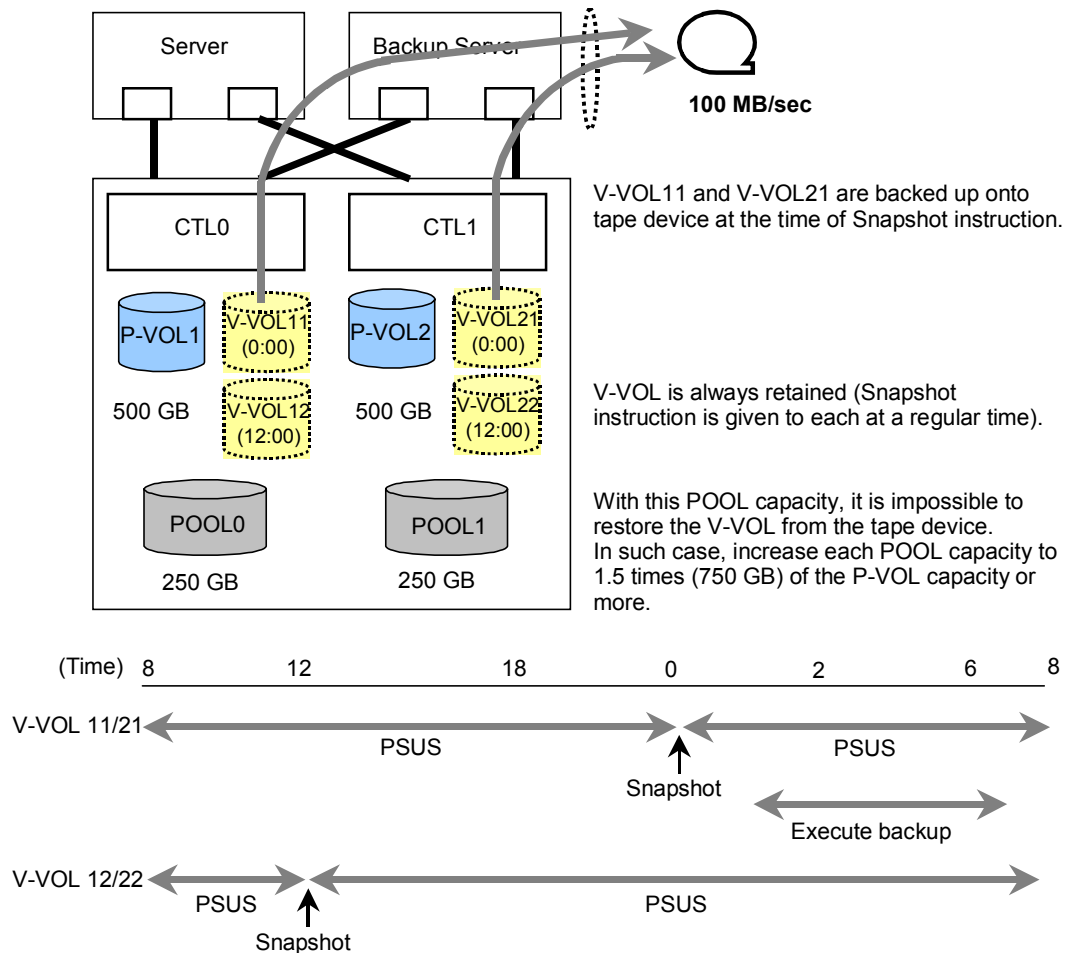 Server
Backup Server
100 MB/sec
V-VOL11 and V-VOL21 are backed up onto
tape device at the time of Snapshot instruction.
CTL0
CTL1
P-VOL1
V-VOL11
(0:00)
P-VOL2
V-VOL21
(0:00)
500 GB
V-VOL12
(12:00)
500 GB
V-VOL22
(12:00)
V-VOL is always retained (Snapshot
instruction is given to each at a regular time).
POOL0
POOL1
250 GB
250 GB
With this POOL capacity, it is impossible to
restore the V-VOL from the tape device.
In such case, increase each POOL capacity to
1.5 times (750 GB) of the P-VOL capacity or
more.
(Time) 8 12 18 0 2 6 8
V-VOL 11/21
PSUS
PSUS
Snapshot
Execute backup
V-VOL 12/22
PSUS
PSUS
Snapshot